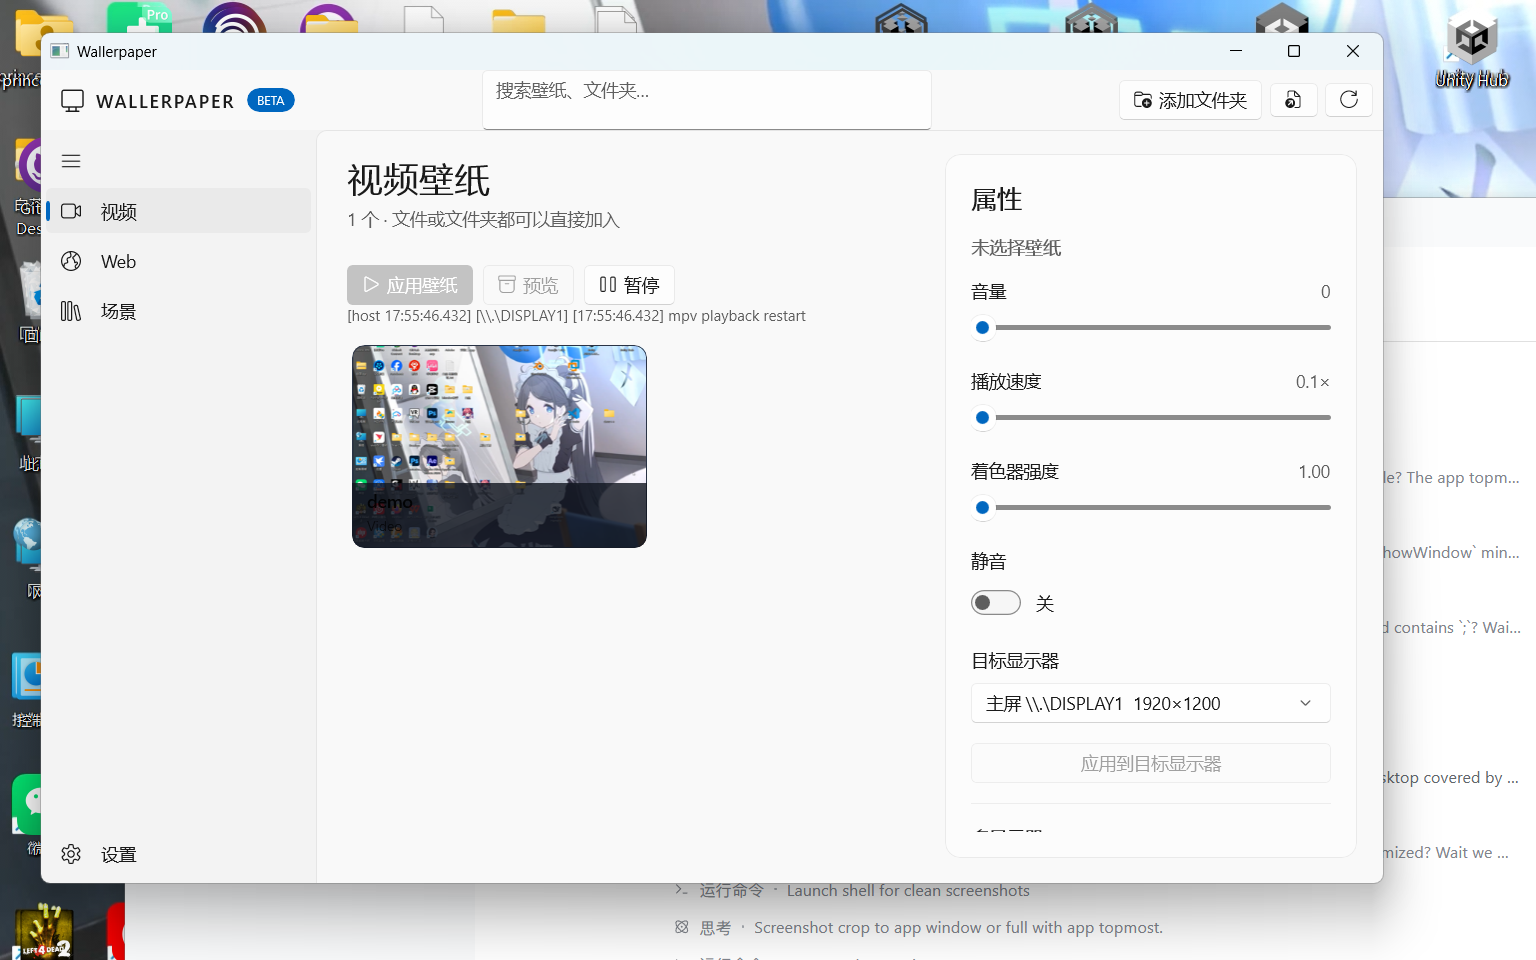 Pro
Wallerpaper
Unity Hub
WALLERPAPER
BETA
搜索壁纸、文件夹...
添加文件夹
视频
Web
场景
设置
视频壁纸
1 个 · 文件或文件夹都可以直接加入
应用壁纸
预览
暂停
[host 17:55:46.432] [\\.\DISPLAY1] [17:55:46.432] mpv playback restart
demo
Video
属性
未选择壁纸
音量
0
播放速度
0.1×
着色器强度
1.00
静音
关
目标显示器
主屏 \\.\DISPLAY1 1920×1200
应用到目标显示器
le? The app topm...
howWindow` min...
d contains `;`? Wai...
sktop covered by ...
mized? Wait we ...
运行命令 · Launch shell for clean screenshots
思考 · Screenshot crop to app window or full with app topmost.
LEFT 4 DEAD 2